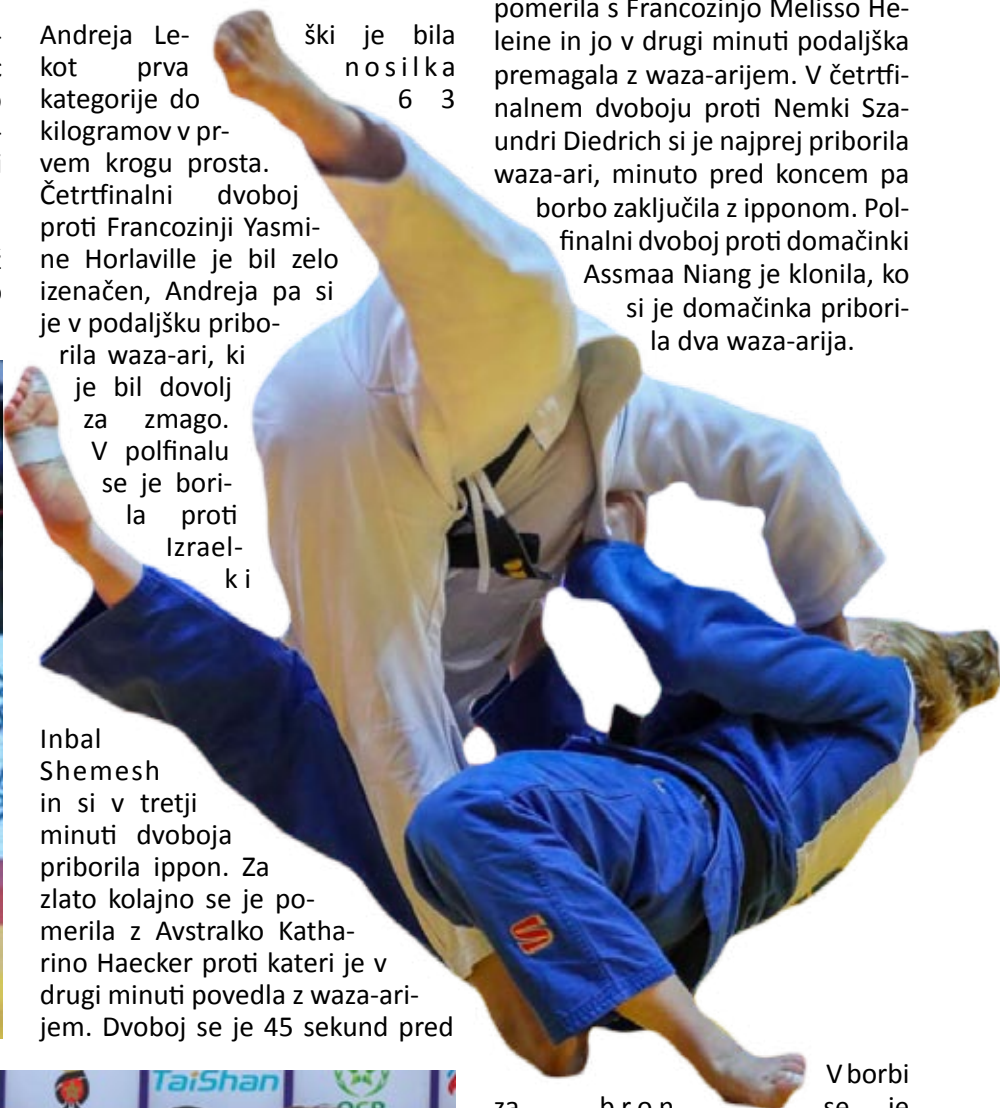 Andreja Le- ški je bila
kot prva nosilka
kategorije do 6 3
kilogramov v pr-
vem krogu prosta.
Četrtfinalni dvoboj
proti Francozinji Yasmi-
ne Horlaville je bil zelo
izenačen, Andreja pa si
je v podaljšku pribo-
rila waza-ari, ki
je bil dovolj
za zmago.
V polfinalu
se je bori-
la proti
Izrael-
k i
Inbal
Shemesh
in si v tretji
minuti dvoboja
priborila ippon. Za
zlato kolajno se je po-
merila z Avstralko Katha-
rino Haecker proti kateri je v
drugi minuti povedla z waza-ari-
jem. Dvoboj se je 45 sekund pred
TaiShan
pomerila s Francozinjo Melisso He-
leine in jo v drugi minuti podaljška
premagala z waza-arijem. V četrtfi-
nalnem dvoboju proti Nemki Sza-
undri Diedrich si je najprej priborila
waza-ari, minuto pred koncem pa
borbo zaključila z ipponom. Pol-
finalni dvoboj proti domačinki
Assmaa Niang je klonila, ko
si je domačinka pribori-
la dva waza-arija.
V borbi
za bron se je